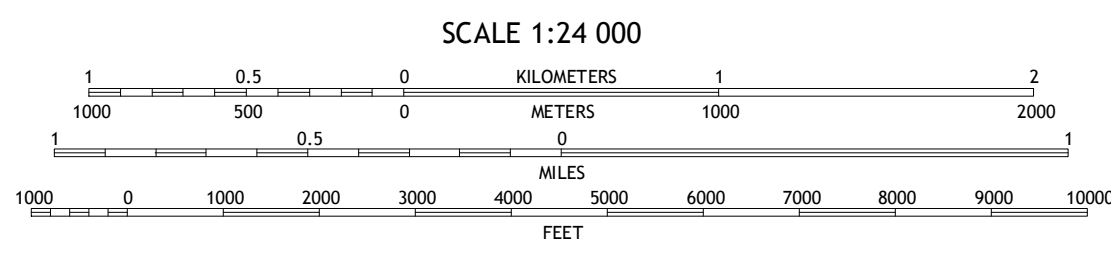 SCALE 1:24 000
1 0.5 0 KILOMETERS 1 2
1000 500 0 METERS 1000 2000
1 0.5 0 1
MILES
1000 0 1000 2000 3000 4000 5000 6000 7000 8000 9000 10000
FEET